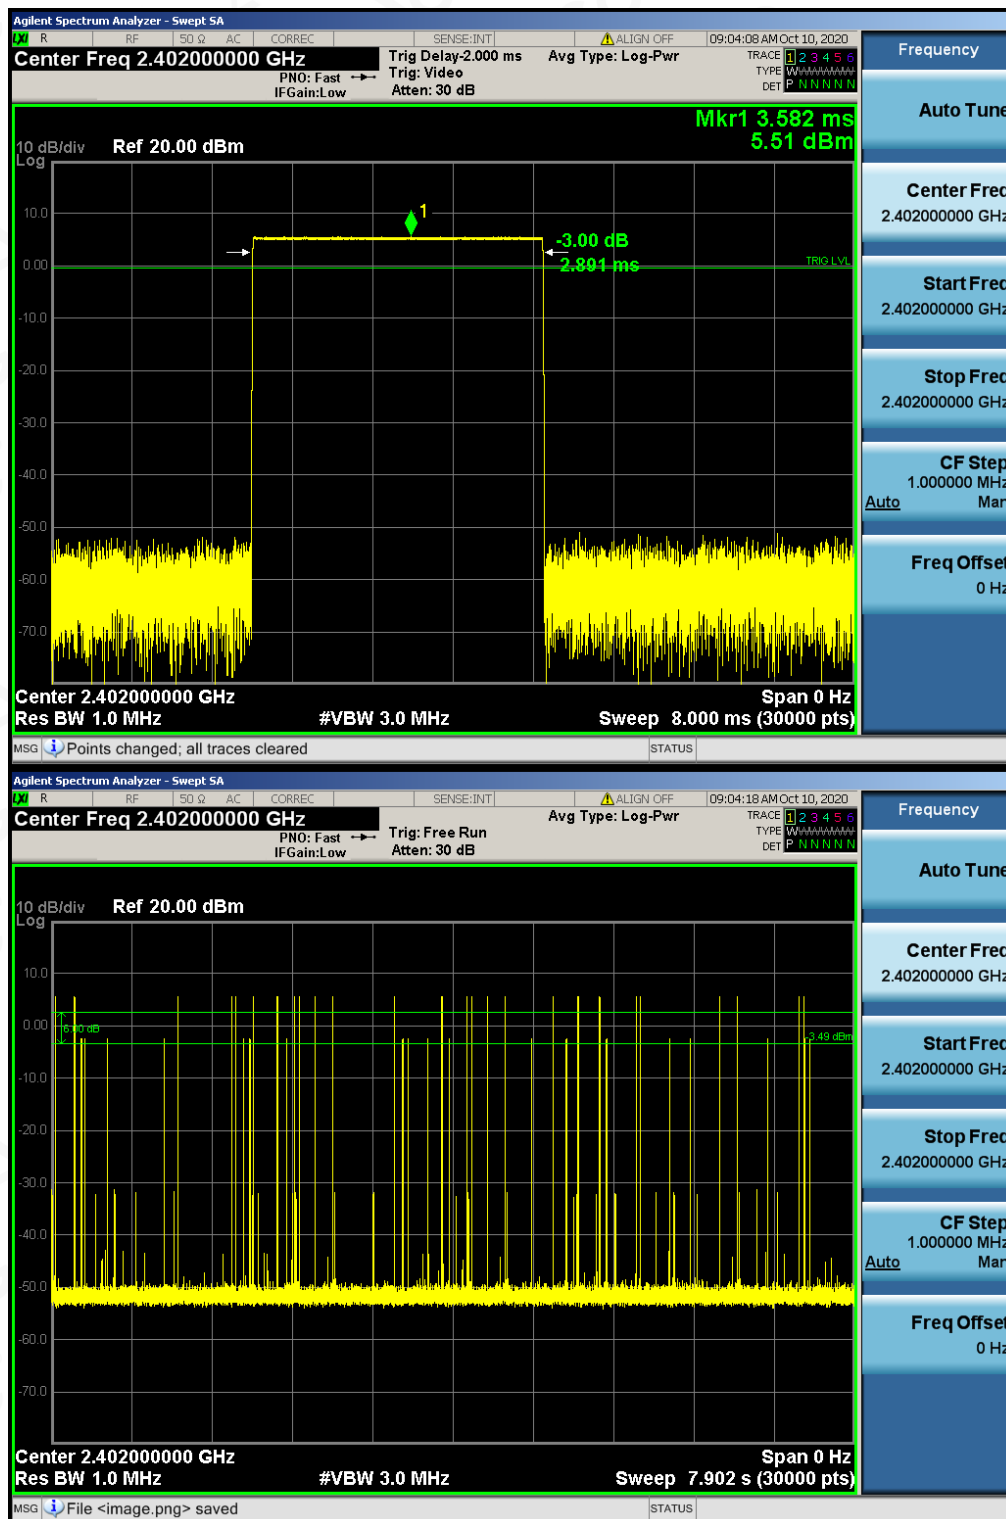 Agilent Spectrum Analyzer - Swept SA
LXI R RF 50 Ω AC CORREC SENSE:INT ALIGN OFF 09:04:08 AM Oct 10, 2020
Center Freq 2.402000000 GHz Trig Delay-2.000 ms Avg Type: Log-Pwr TRACE 1 2 3 4 5 6
PNO: Fast Trig: Video TYPE
IFGain:Low Atten: 30 dB DET P N N N N N
Frequency
Mkr1 3.582 ms
5.51 dBm
10 dB/div Ref 20.00 dBm
Log
10.0
0.00
-10.0
-20.0
-30.0
-40.0
-50.0
-60.0
-70.0
1
-3.00 dB
2.891 ms
TRIG LVL
Center 2.402000000 GHz Span 0 Hz
Res BW 1.0 MHz #VBW 3.0 MHz Sweep 8.000 ms (30000 pts)
MSG Points changed; all traces cleared STATUS
Auto Tune
Center Freq
2.402000000 GHz
Start Freq
2.402000000 GHz
Stop Freq
2.402000000 GHz
CF Step
1.000000 MHz
Auto Man
Freq Offset
0 Hz
Agilent Spectrum Analyzer - Swept SA
LXI R RF 50 Ω AC CORREC SENSE:INT ALIGN OFF 09:04:18 AM Oct 10, 2020
Center Freq 2.402000000 GHz Avg Type: Log-Pwr TRACE 1 2 3 4 5 6
PNO: Fast Trig: Free Run TYPE
IFGain:Low Atten: 30 dB DET P N N N N N
Frequency
10 dB/div Ref 20.00 dBm
Log
10.0
0.00
-10.0
-20.0
-30.0
-40.0
-50.0
-60.0
-70.0
6.00 dB
-3.49 dBm
Center 2.402000000 GHz Span 0 Hz
Res BW 1.0 MHz #VBW 3.0 MHz Sweep 7.902 s (30000 pts)
MSG File <image.png> saved STATUS
Auto Tune
Center Freq
2.402000000 GHz
Start Freq
2.402000000 GHz
Stop Freq
2.402000000 GHz
CF Step
1.000000 MHz
Auto Man
Freq Offset
0 Hz